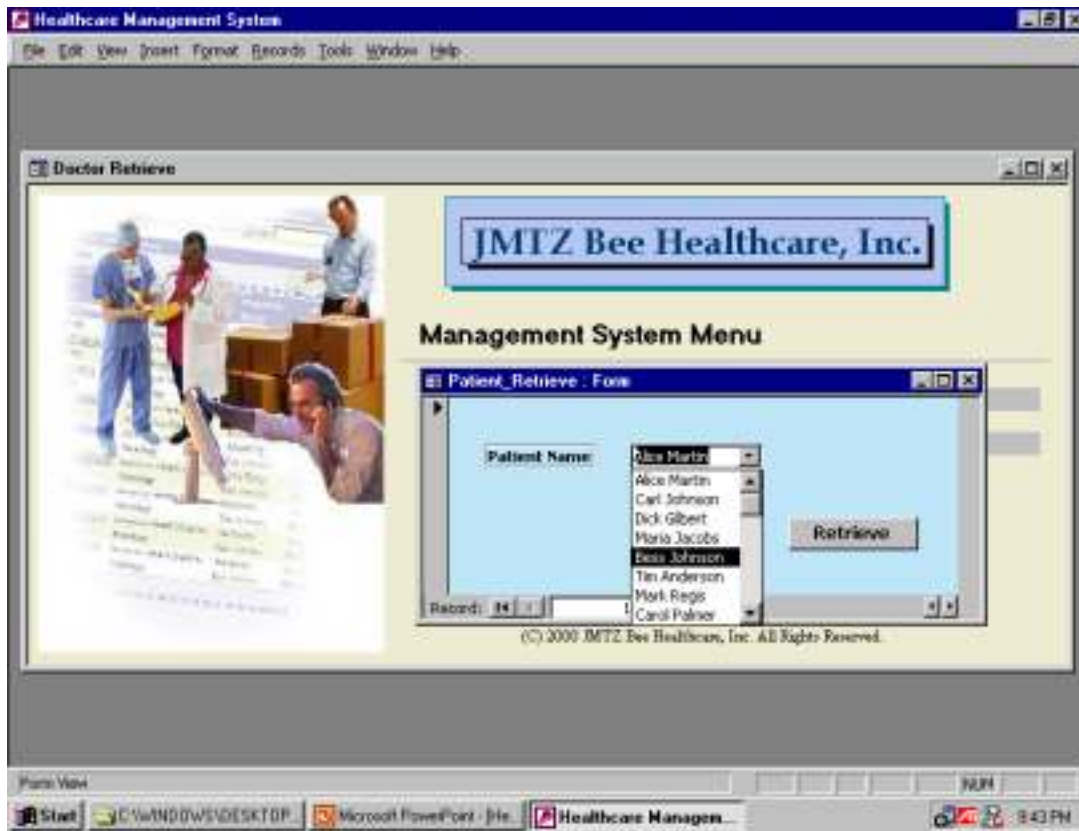 Healthcare Management System
File Edit View Insert Format Records Tools Window Help
Doctor Retrieve
JMTZ Bee Healthcare, Inc.
Management System Menu
Patient_Retrieve : Form
Patient Name
Alice Martin
Alice Martin
Carl Johnson
Dick Gilbert
Maria Jacobs
Bess Johnson
Tim Anderson
Mark Regis
Carol Palmer
Retrieve
Record: 1
(C) 2000 JMTZ Bee Healthcare, Inc. All Rights Reserved.
Form View NUM
Start C:\WINDOWS\DESKTOP... Microsoft PowerPoint - [He... Healthcare Managem... 9:43 PM